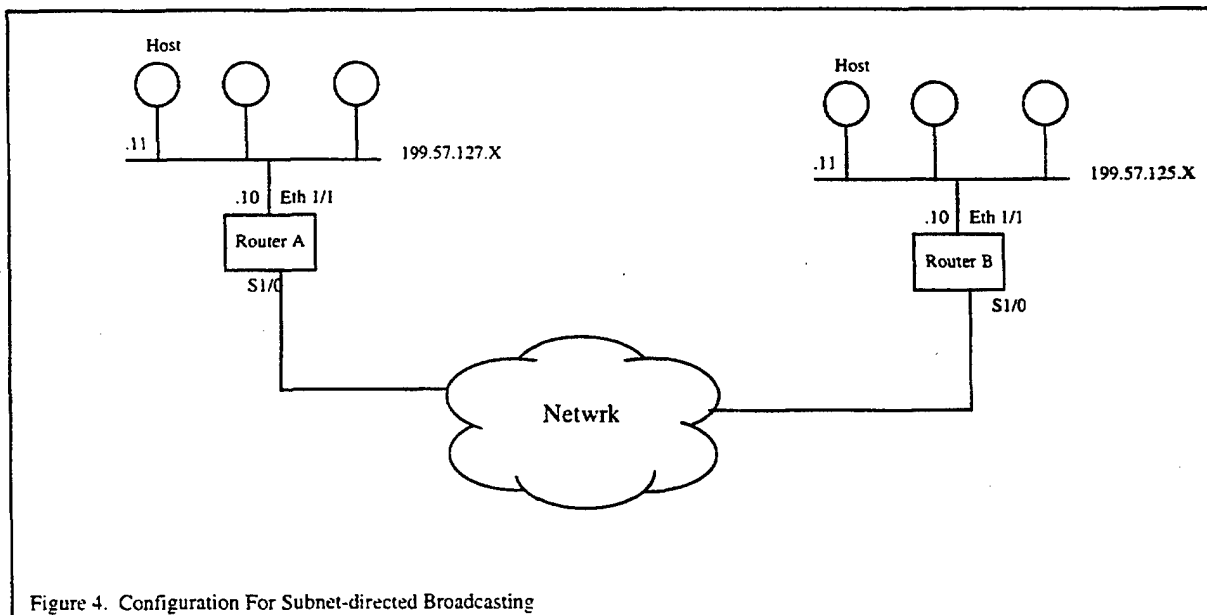 Host
.11
199.57.127.X
.10 Eth 1/1
Router A
S1/0
Host
.11
199.57.125.X
.10 Eth 1/1
Router B
S1/0
Netwrk
Figure 4. Configuration For Subnet-directed Broadcasting